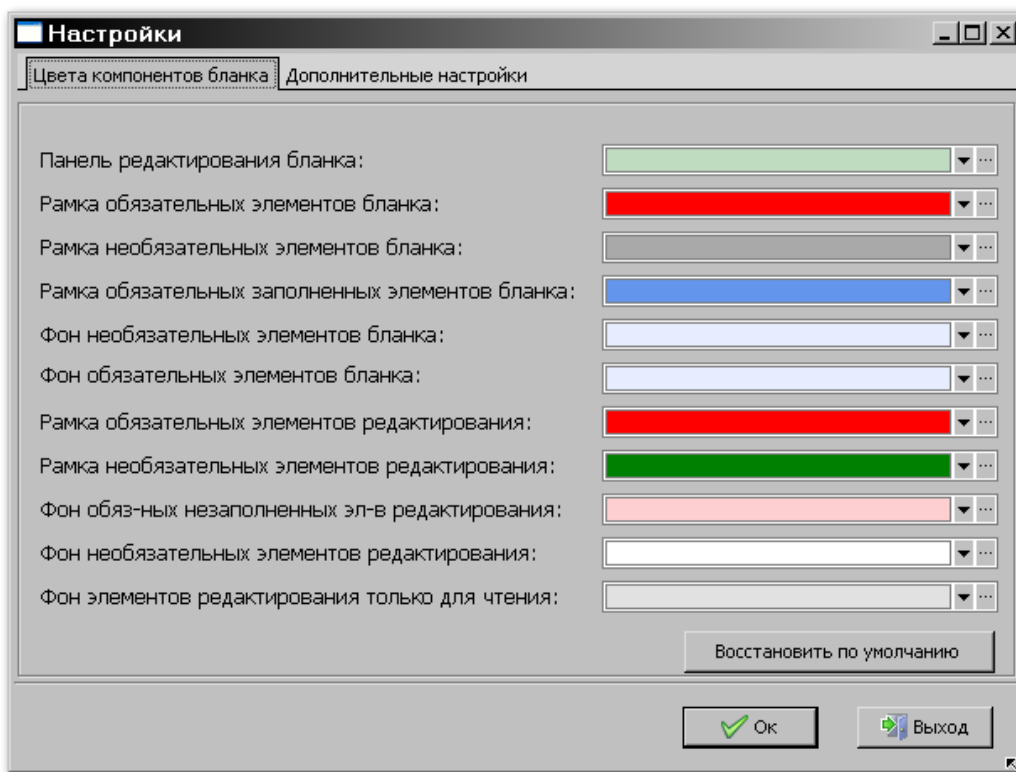 Настройки
Цвета компонентов бланка Дополнительные настройки
Панель редактирования бланка:
Рамка обязательных элементов бланка:
Рамка необязательных элементов бланка:
Рамка обязательных заполненных элементов бланка:
Фон необязательных элементов бланка:
Фон обязательных элементов бланка:
Рамка обязательных элементов редактирования:
Рамка необязательных элементов редактирования:
Фон обяз-ных незаполненных эл-в редактирования:
Фон необязательных элементов редактирования:
Фон элементов редактирования только для чтения:
Восстановить по умолчанию
Ок Выход